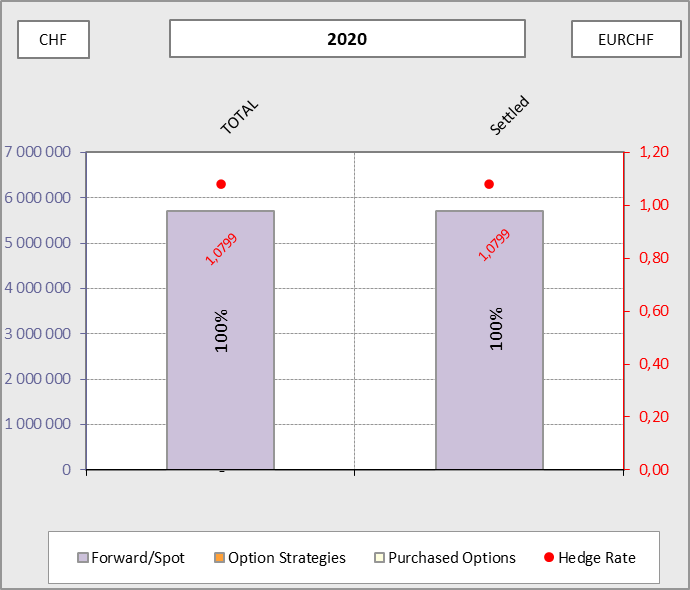 CHF
2020
EURCHF
TOTAL
Settled
7 000 000
6 000 000
5 000 000
4 000 000
3 000 000
2 000 000
1 000 000
0
1,0799
100%
1,0799
100%
1,20
1,00
0,80
0,60
0,40
0,20
0,00
Forward/Spot
Option Strategies
Purchased Options
Hedge Rate